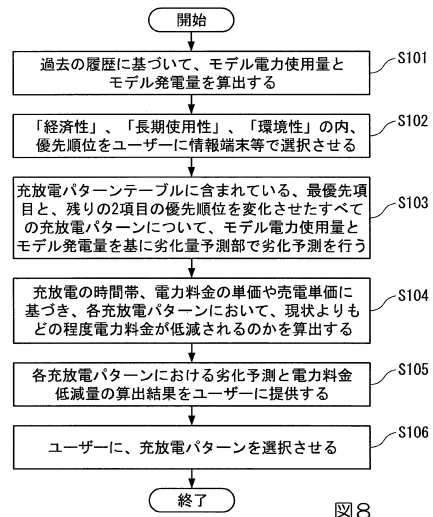 開始
過去の履歴に基づいて、モデル電力使用量と
モデル発電量を算出する
S101
「経済性」、「長期使用性」、「環境性」の内、
優先順位をユーザーに情報端末等で選択させる
S102
充放電パターンテーブルに含まれている、最優先項
目と、残りの2項目の優先順位を変化させたすべて
の充放電パターンについて、モデル電力使用量と
モデル発電量を基に劣化量予測部で劣化予測を行う
S103
充放電の時間帯、電力料金の単価や売電単価に
基づき、各充放電パターンにおいて、現状よりも
どの程度電力料金が低減されるのかを算出する
S104
各充放電パターンにおける劣化予測と電力料金
低減量の算出結果をユーザーに提供する
S105
ユーザーに、充放電パターンを選択させる
S106
終了
図8